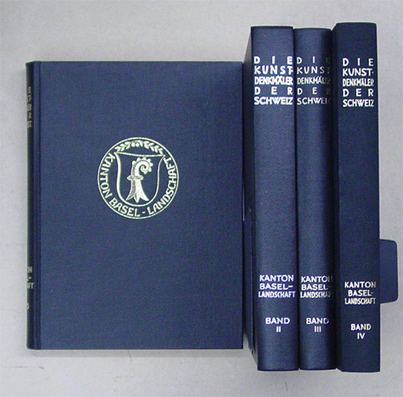 KANTON BASEL-LANDSCHAFT
DIE
KUNST-
DENKMÄLER
DER
SCHWEIZ
KANTON
BASEL-
LANDSCHAFT
BAND
II
DIE
KUNST-
DENKMÄLER
DER
SCHWEIZ
KANTON
BASEL-
LANDSCHAFT
BAND
III
DIE
KUNST-
DENKMÄLER
DER
SCHWEIZ
KANTON
BASEL-
LANDSCHAFT
BAND
IV